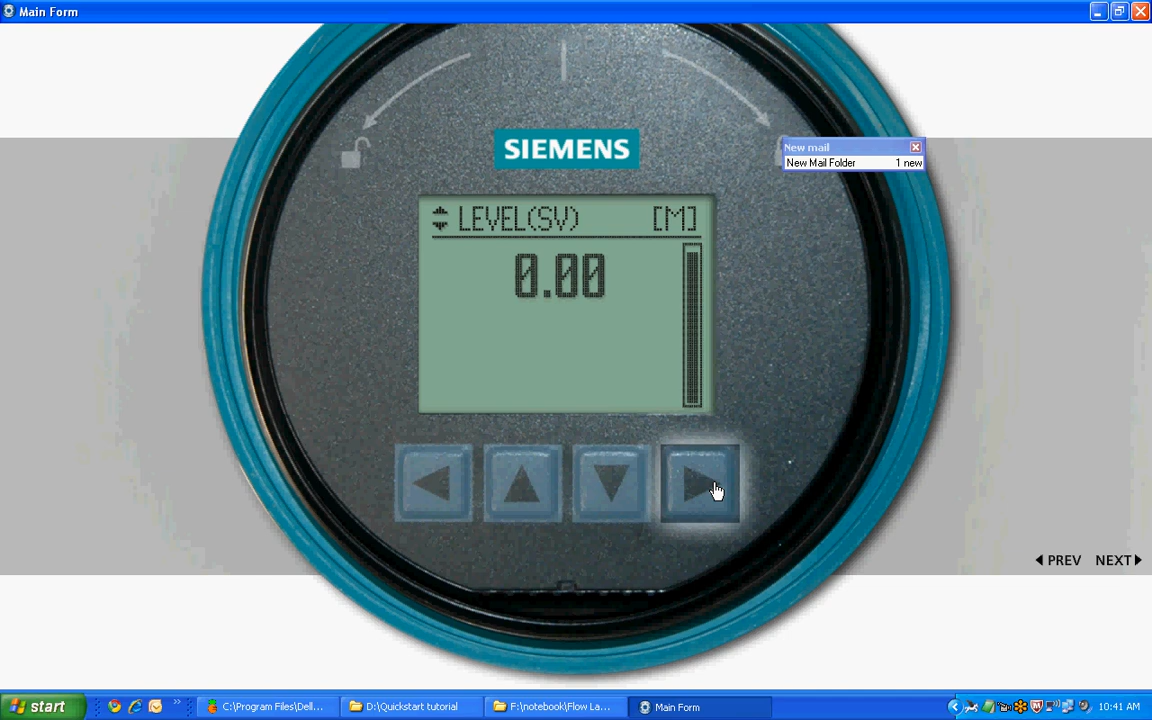 Main Form
SIEMENS
New mail
New Mail Folder 1 new
LEVEL(SV) [M]
0.00
PREV NEXT
start
C:\Program Files\Dell...
D:\Quickstart tutorial
F:\notebook\Flow La...
Main Form
10:41 AM